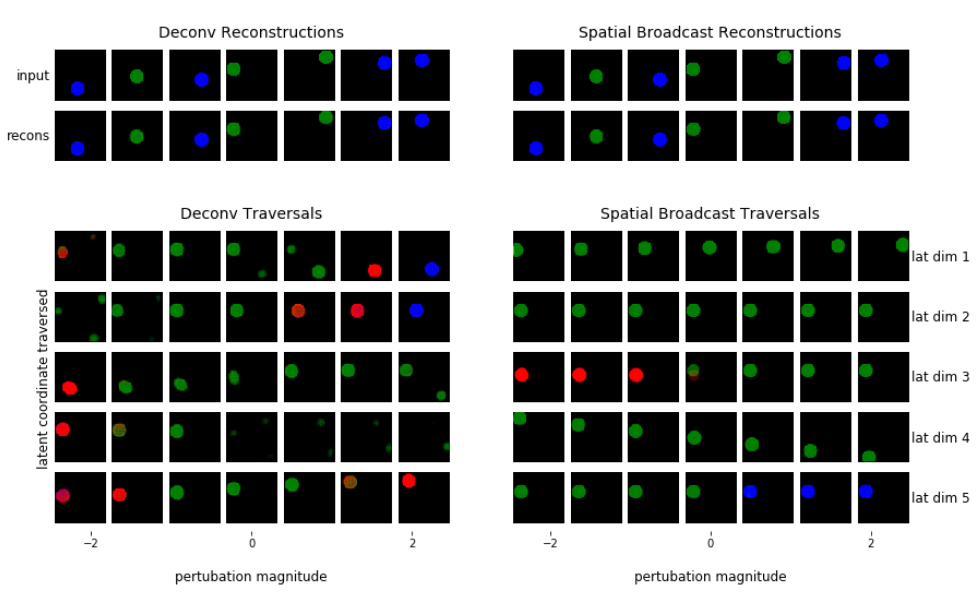 Deconv Reconstructions
Spatial Broadcast Reconstructions
input
recons
Deconv Traversals
Spatial Broadcast Traversals
latent coordinate traversed
lat dim 1
lat dim 2
lat dim 3
lat dim 4
lat dim 5
−2 0 2
−2 0 2
pertubation magnitude
pertubation magnitude